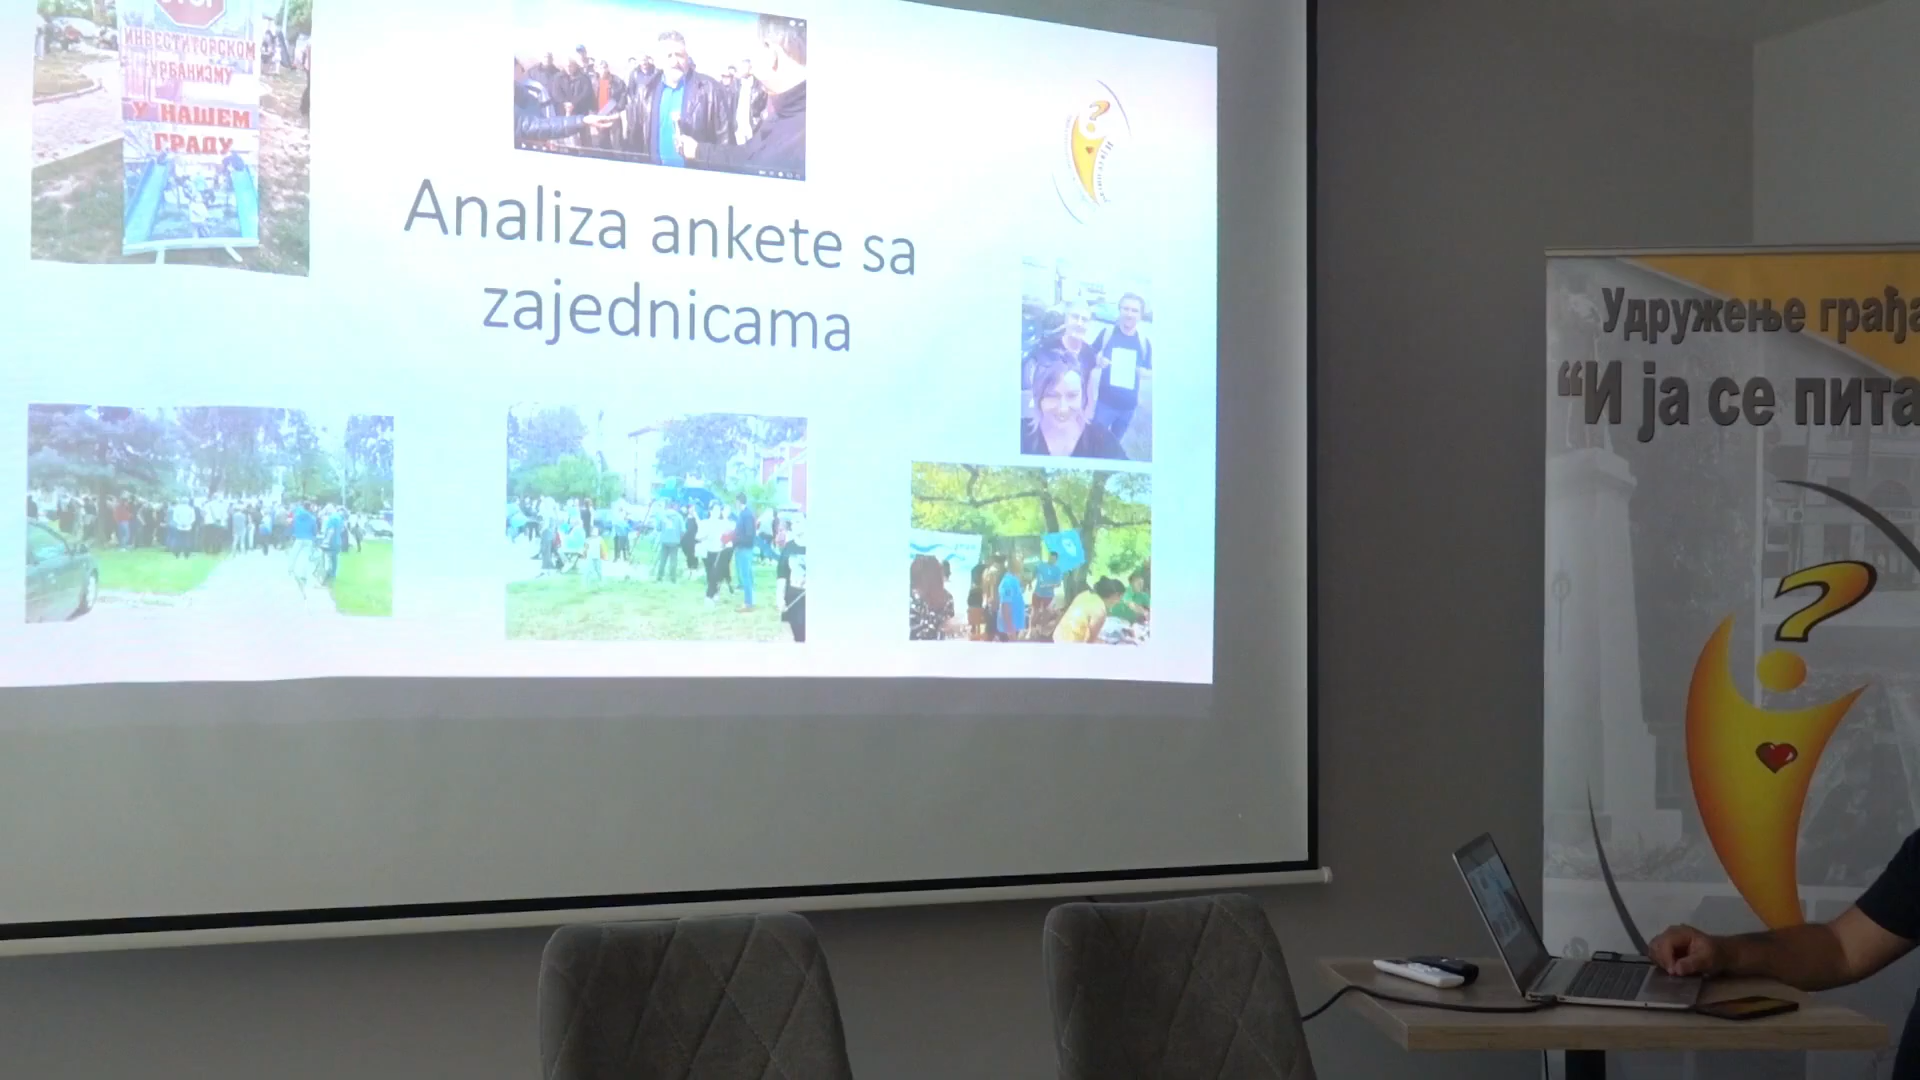 ИНВЕСТИТОРСКОМ
УРБАНИЗМУ
У НАШЕМ
ГРАДУ
Analiza ankete sa
zajednicama
Удружење грађа
“И ја се пита
?